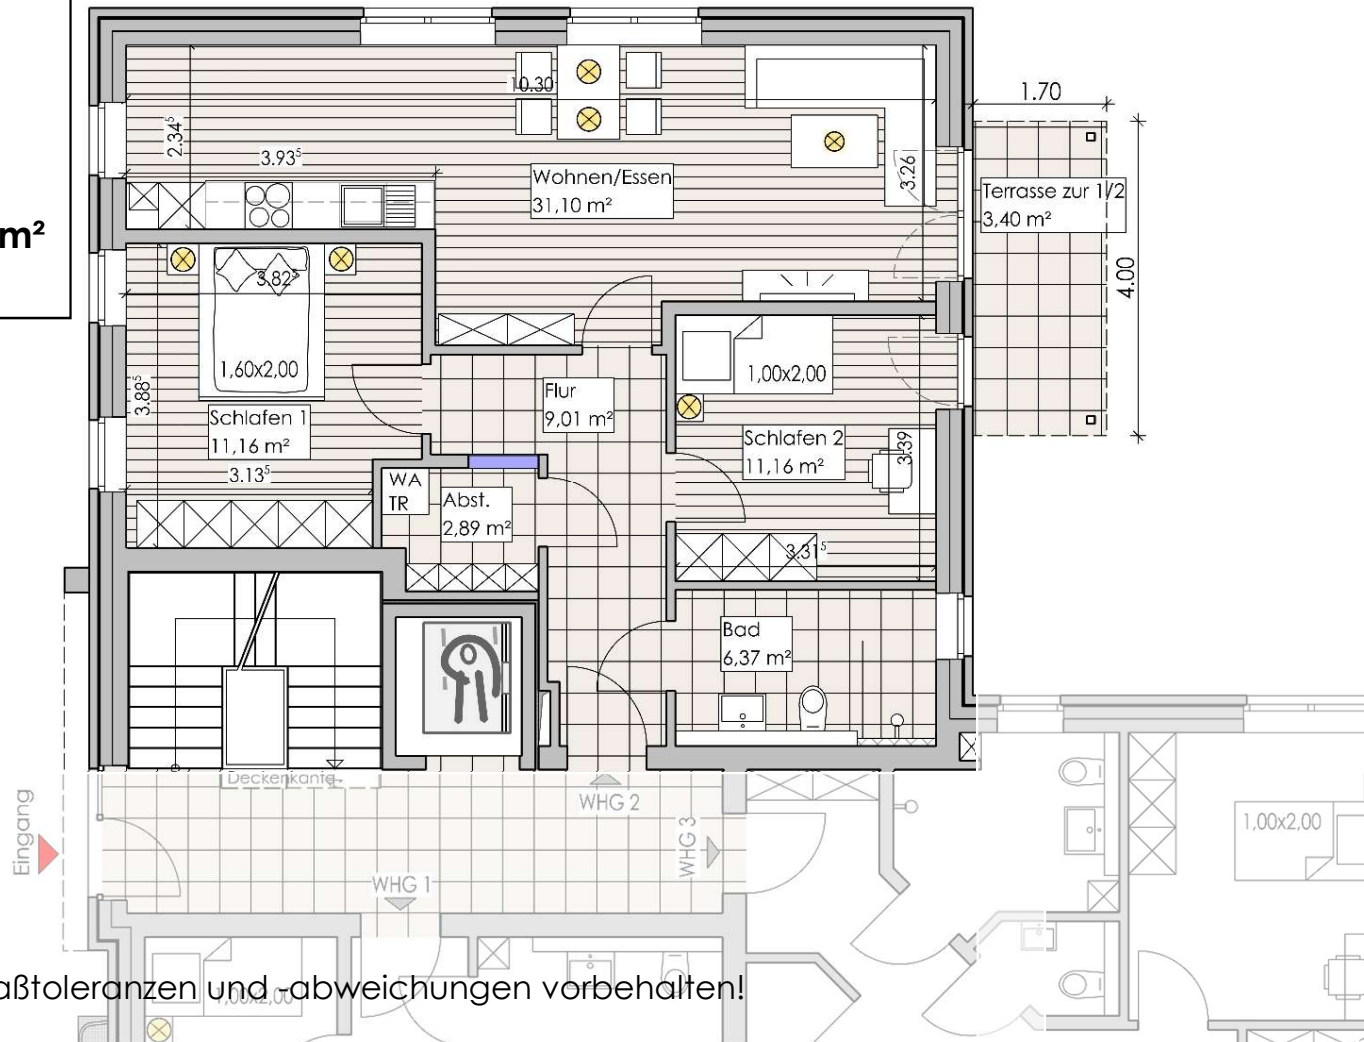 m²
1.70
10.30
2.34⁵
3.93⁵
Wohnen/Essen
31,10 m²
3.26
Terrasse zur 1/2
3,40 m²
4.00
3.82⁵
1,60x2,00
3.88⁵
Schlafen 1
11,16 m²
3.13⁵
Flur
9,01 m²
1,00x2,00
Schlafen 2
11,16 m²
3.39
WA
TR
Abst.
2,89 m²
3.31⁵
Bad
6,37 m²
Deckenkante
Eingang
WHG 2
WHG 3
WHG 1
1,00x2,00
1,00x2,00
aßtoleranzen und -abweichungen vorbehalten!